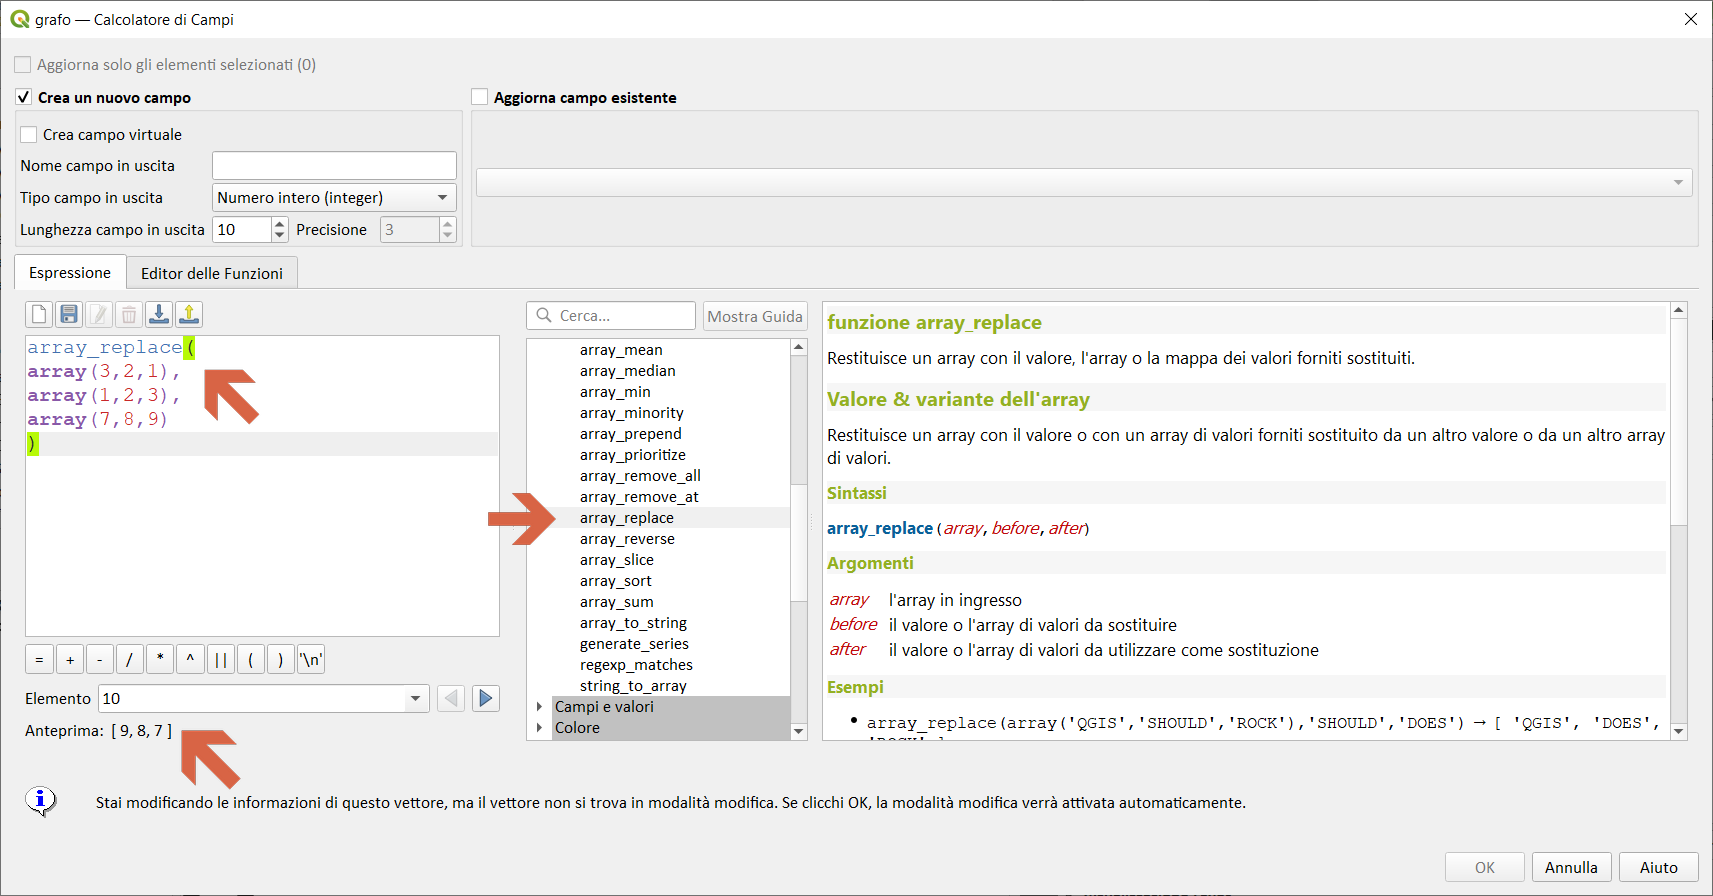 grafo — Calcolatore di Campi
Aggiorna solo gli elementi selezionati (0)
Crea un nuovo campo
Aggiorna campo esistente
Crea campo virtuale
Nome campo in uscita
Tipo campo in uscita Numero intero (integer)
Lunghezza campo in uscita 10 Precisione 3
Espressione
Editor delle Funzioni
array_replace(
array(3,2,1),
array(1,2,3),
array(7,8,9)
)
= + - / * ^ || ( ) '\n'
Elemento 10
Anteprima: [ 9, 8, 7 ]
Cerca...
Mostra Guida
array_mean
array_median
array_min
array_minority
array_prepend
array_prioritize
array_remove_all
array_remove_at
array_replace
array_reverse
array_slice
array_sort
array_sum
array_to_string
generate_series
regexp_matches
string_to_array
Campi e valori
Colore
funzione array_replace
Restituisce un array con il valore, l'array o la mappa dei valori forniti sostituiti.
Valore & variante dell'array
Restituisce un array con il valore o con un array di valori forniti sostituito da un altro valore o da un altro array
di valori.
Sintassi
array_replace(array,before,after)
Argomenti
array l'array in ingresso
before il valore o l'array di valori da sostituire
after il valore o l'array di valori da utilizzare come sostituzione
Esempi
• array_replace(array('QGIS','SHOULD','ROCK'),'SHOULD','DOES') → [ 'QGIS', 'DOES',
Stai modificando le informazioni di questo vettore, ma il vettore non si trova in modalità modifica. Se clicchi OK, la modalità modifica verrà attivata automaticamente.
OK
Annulla
Aiuto